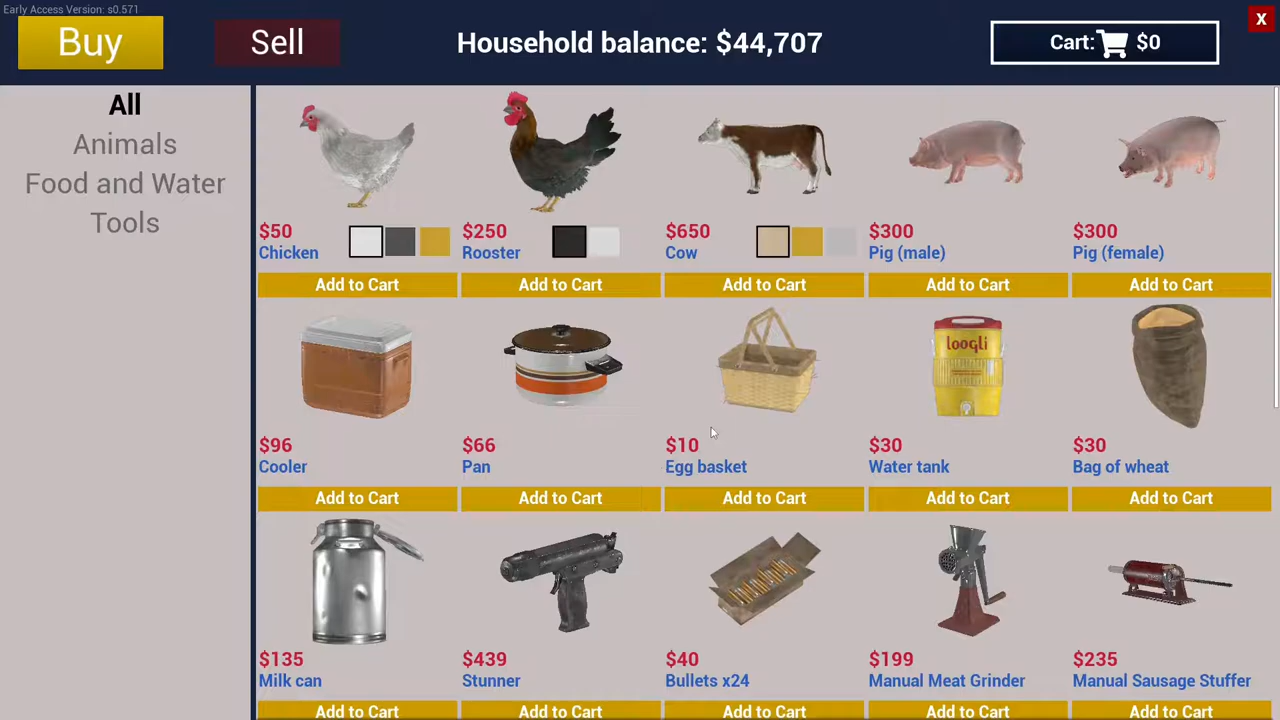 Early Access Version: s0.571
Buy
Sell
Household balance: $44,707
Cart: $0
X
All
Animals
Food and Water
Tools
$50
Chicken
$250
Rooster
$650
Cow
$300
Pig (male)
$300
Pig (female)
Add to Cart
Add to Cart
Add to Cart
Add to Cart
Add to Cart
loogli
$96
Cooler
$66
Pan
$10
Egg basket
$30
Water tank
$30
Bag of wheat
Add to Cart
Add to Cart
Add to Cart
Add to Cart
Add to Cart
$135
Milk can
$439
Stunner
$40
Bullets x24
$199
Manual Meat Grinder
$235
Manual Sausage Stuffer
Add to Cart
Add to Cart
Add to Cart
Add to Cart
Add to Cart